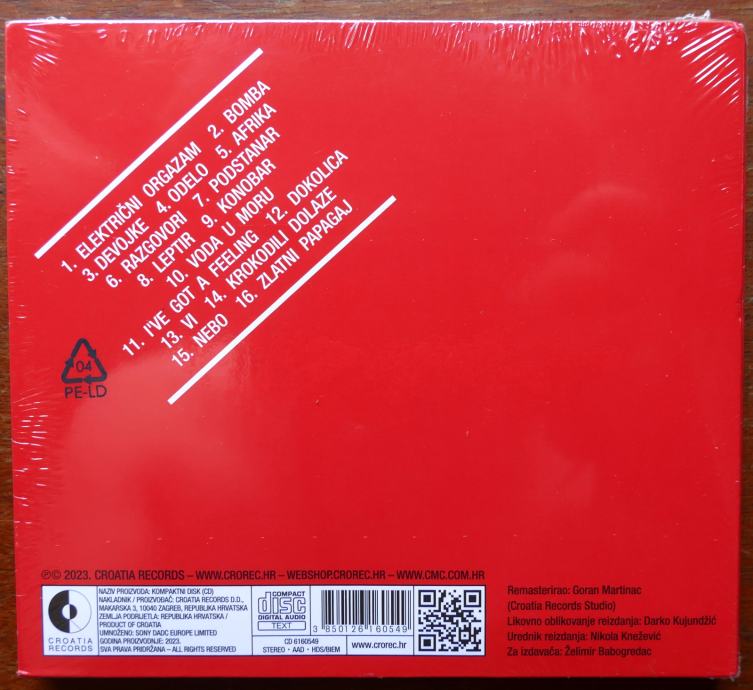 1. ELEKTRIČNI ORGAZAM 2. BOMBA
3. DEVOJKE 4. ODELO 5. AFRIKA
6. RAZGOVORI 7. PODSTANAR
8. LEPTIR 9. KONOBAR
10. VODA U MORU
11. I'VE GOT A FEELING 12. DOKOLICA
13. VI 14. KROKODILI DOLAZE
15. NEBO 16. ZLATNI PAPAGAJ
04
PE-LD
℗© 2023. CROATIA RECORDS – WWW.CROREC.HR – WEBSHOP.CROREC.HR – WWW.CMC.COM.HR
CROATIA
RECORDS
NAZIV PROIZVODA: KOMPAKTNI DISK (CD)
NAKLADNIK / PROIZVOĐAČ: CROATIA RECORDS D.D.,
MAKARSKA 3, 10040 ZAGREB, REPUBLIKA HRVATSKA
ZEMLJA PODRIJETLA: REPUBLIKA HRVATSKA /
PRODUCT OF CROATIA
UMNOŽENO: SONY DADC EUROPE LIMITED
GODINA PROIZVODNJE: 2023.
SVA PRAVA PRIDRŽANA – ALL RIGHTS RESERVED
COMPACT
disc
DIGITAL AUDIO
TEXT
3 850126 160549
CD 6160549
STEREO • AAD • HDS/BIEM
www.crorec.hr
Remasterirao: Goran Martinac
(Croatia Records Studio)
Likovno oblikovanje reizdanja: Darko Kujundžić
Urednik reizdanja: Nikola Knežević
Za izdavača: Želimir Babogredac